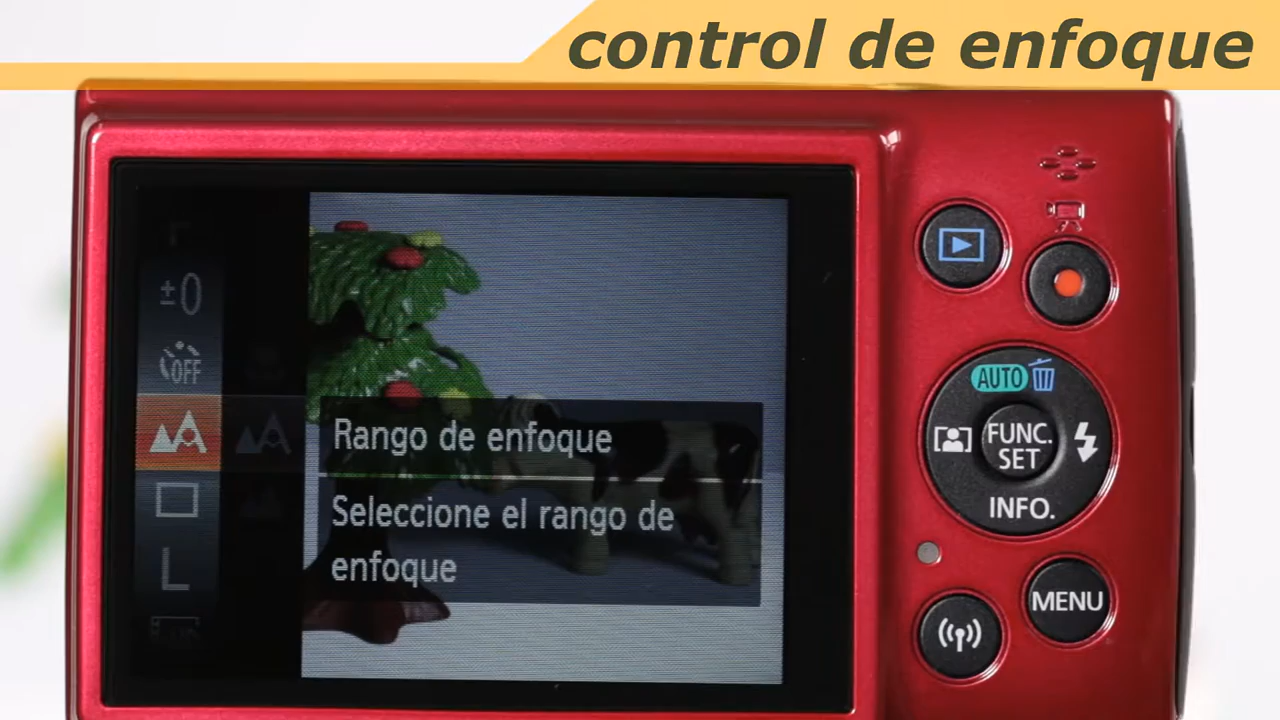 control de enfoque
±0
OFF
Rango de enfoque
Seleccione el rango de
enfoque
L
AUTO
FUNC.
SET
INFO.
MENU